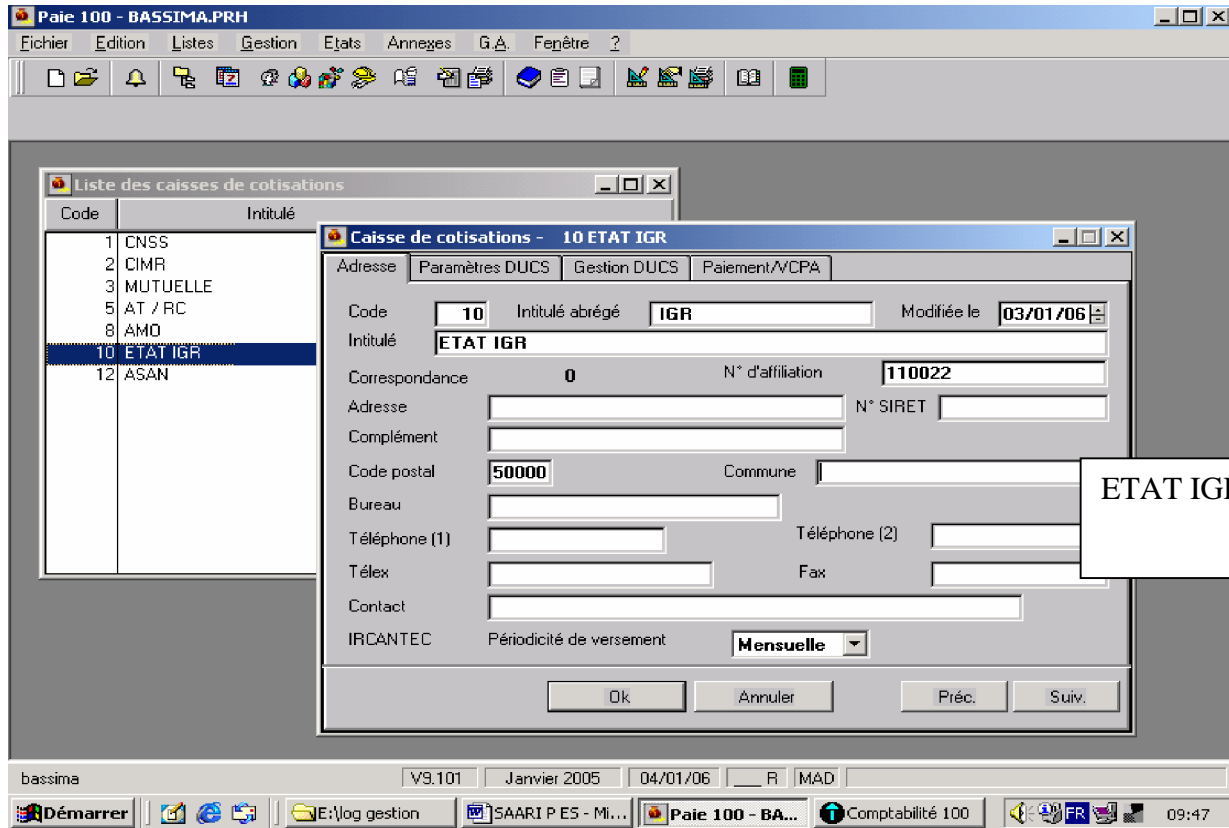 Paie 100 - BASSIMA.PRH
Fichier Edition Listes Gestion Etats Annexes G.A. Fenêtre ?
Liste des caisses de cotisations
Code Intitulé
1 CNSS
2 CIMR
3 MUTUELLE
5 AT / RC
8 AMO
10 ETAT IGR
12 ASAN
Caisse de cotisations - 10 ETAT IGR
Adresse Paramètres DUCS Gestion DUCS Paiement/VCPA
Code 10 Intitulé abrégé IGR Modifiée le 03/01/06
Intitulé ETAT IGR
Correspondance 0 N° d'affiliation 110022
Adresse N° SIRET
Complément
Code postal 50000 Commune
Bureau
Téléphone (1) Téléphone (2)
Télex Fax
Contact
IRCANTEC Périodicité de versement Mensuelle
Ok Annuler Préc. Suiv.
ETAT IGR
bassima V9.101 Janvier 2005 04/01/06 ___ R MAD
Démarrer E:\log gestion SAARI P ES - Mi... Paie 100 - BA... Comptabilité 100 FR 09:47